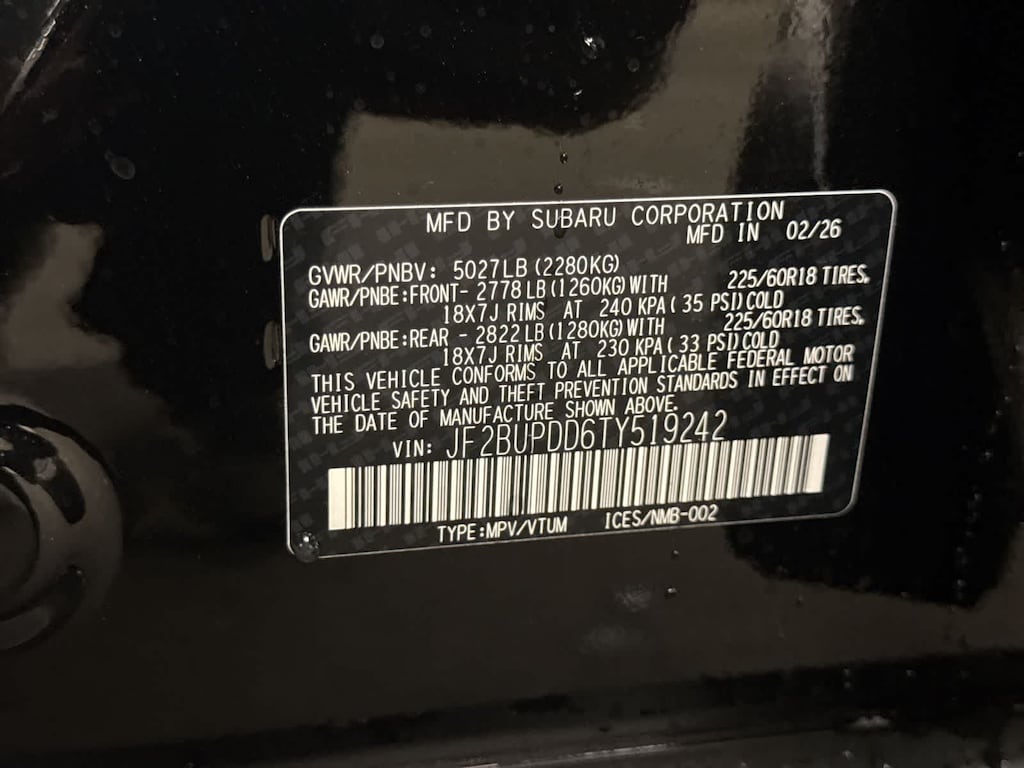 MFD BY SUBARU CORPORATION
MFD IN 02/26
GVWR/PNBV: 5027LB (2280KG)
GAWR/PNBE:FRONT- 2778 LB (1260KG) WITH 225/60R18 TIRES,
18X7J RIMS AT 240 KPA ( 35 PSI) COLD
GAWR/PNBE:REAR - 2822 LB (1280KG) WITH 225/60R18 TIRES,
18X7J RIMS AT 230 KPA ( 33 PSI) COLD
THIS VEHICLE CONFORMS TO ALL APPLICABLE FEDERAL MOTOR
VEHICLE SAFETY AND THEFT PREVENTION STANDARDS IN EFFECT ON
THE DATE OF MANUFACTURE SHOWN ABOVE.
VIN: JF2BUPDD6TY519242
TYPE:MPV/VTUM ICES/NMB-002